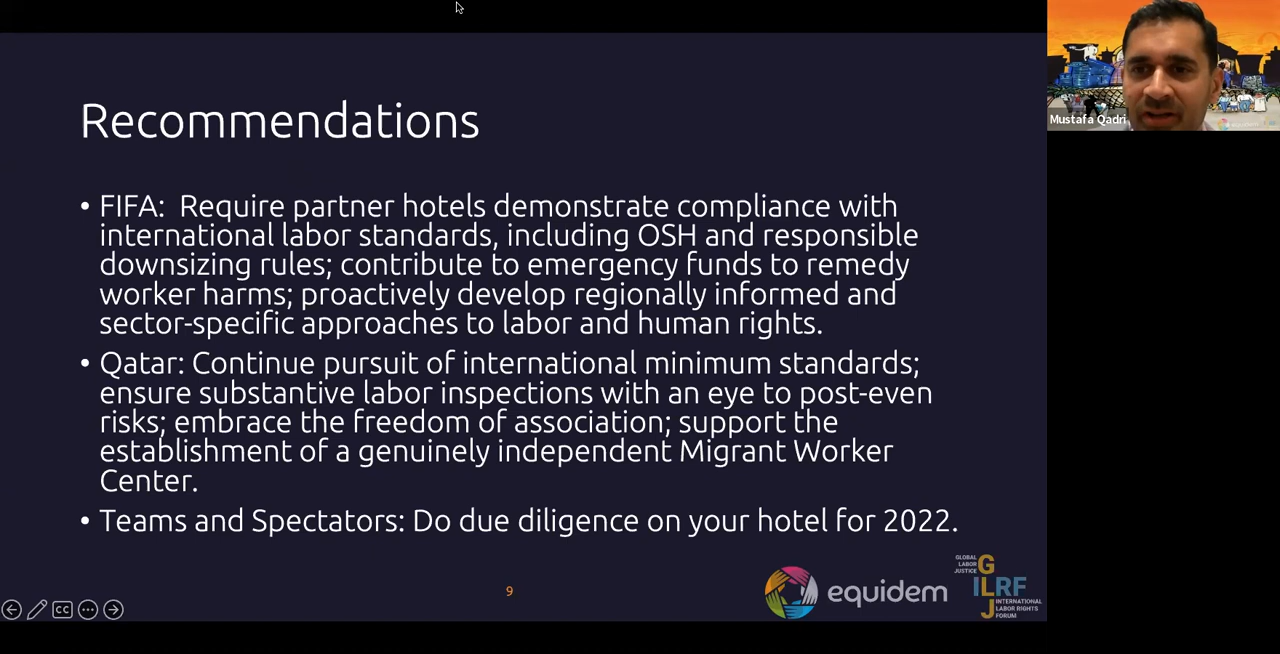 Recommendations
• FIFA:  Require partner hotels demonstrate compliance with
international labor standards, including OSH and responsible
downsizing rules; contribute to emergency funds to remedy
worker harms; proactively develop regionally informed and
sector-specific approaches to labor and human rights.
• Qatar: Continue pursuit of international minimum standards;
ensure substantive labor inspections with an eye to post-even
risks; embrace the freedom of association; support the
establishment of a genuinely independent Migrant Worker
Center.
• Teams and Spectators: Do due diligence on your hotel for 2022.
9
equidem
GLOBAL
LABOR
JUSTICE
G
ILRF
J
INTERNATIONAL
LABOR RIGHTS
FORUM
CC
Mustafa Qadri